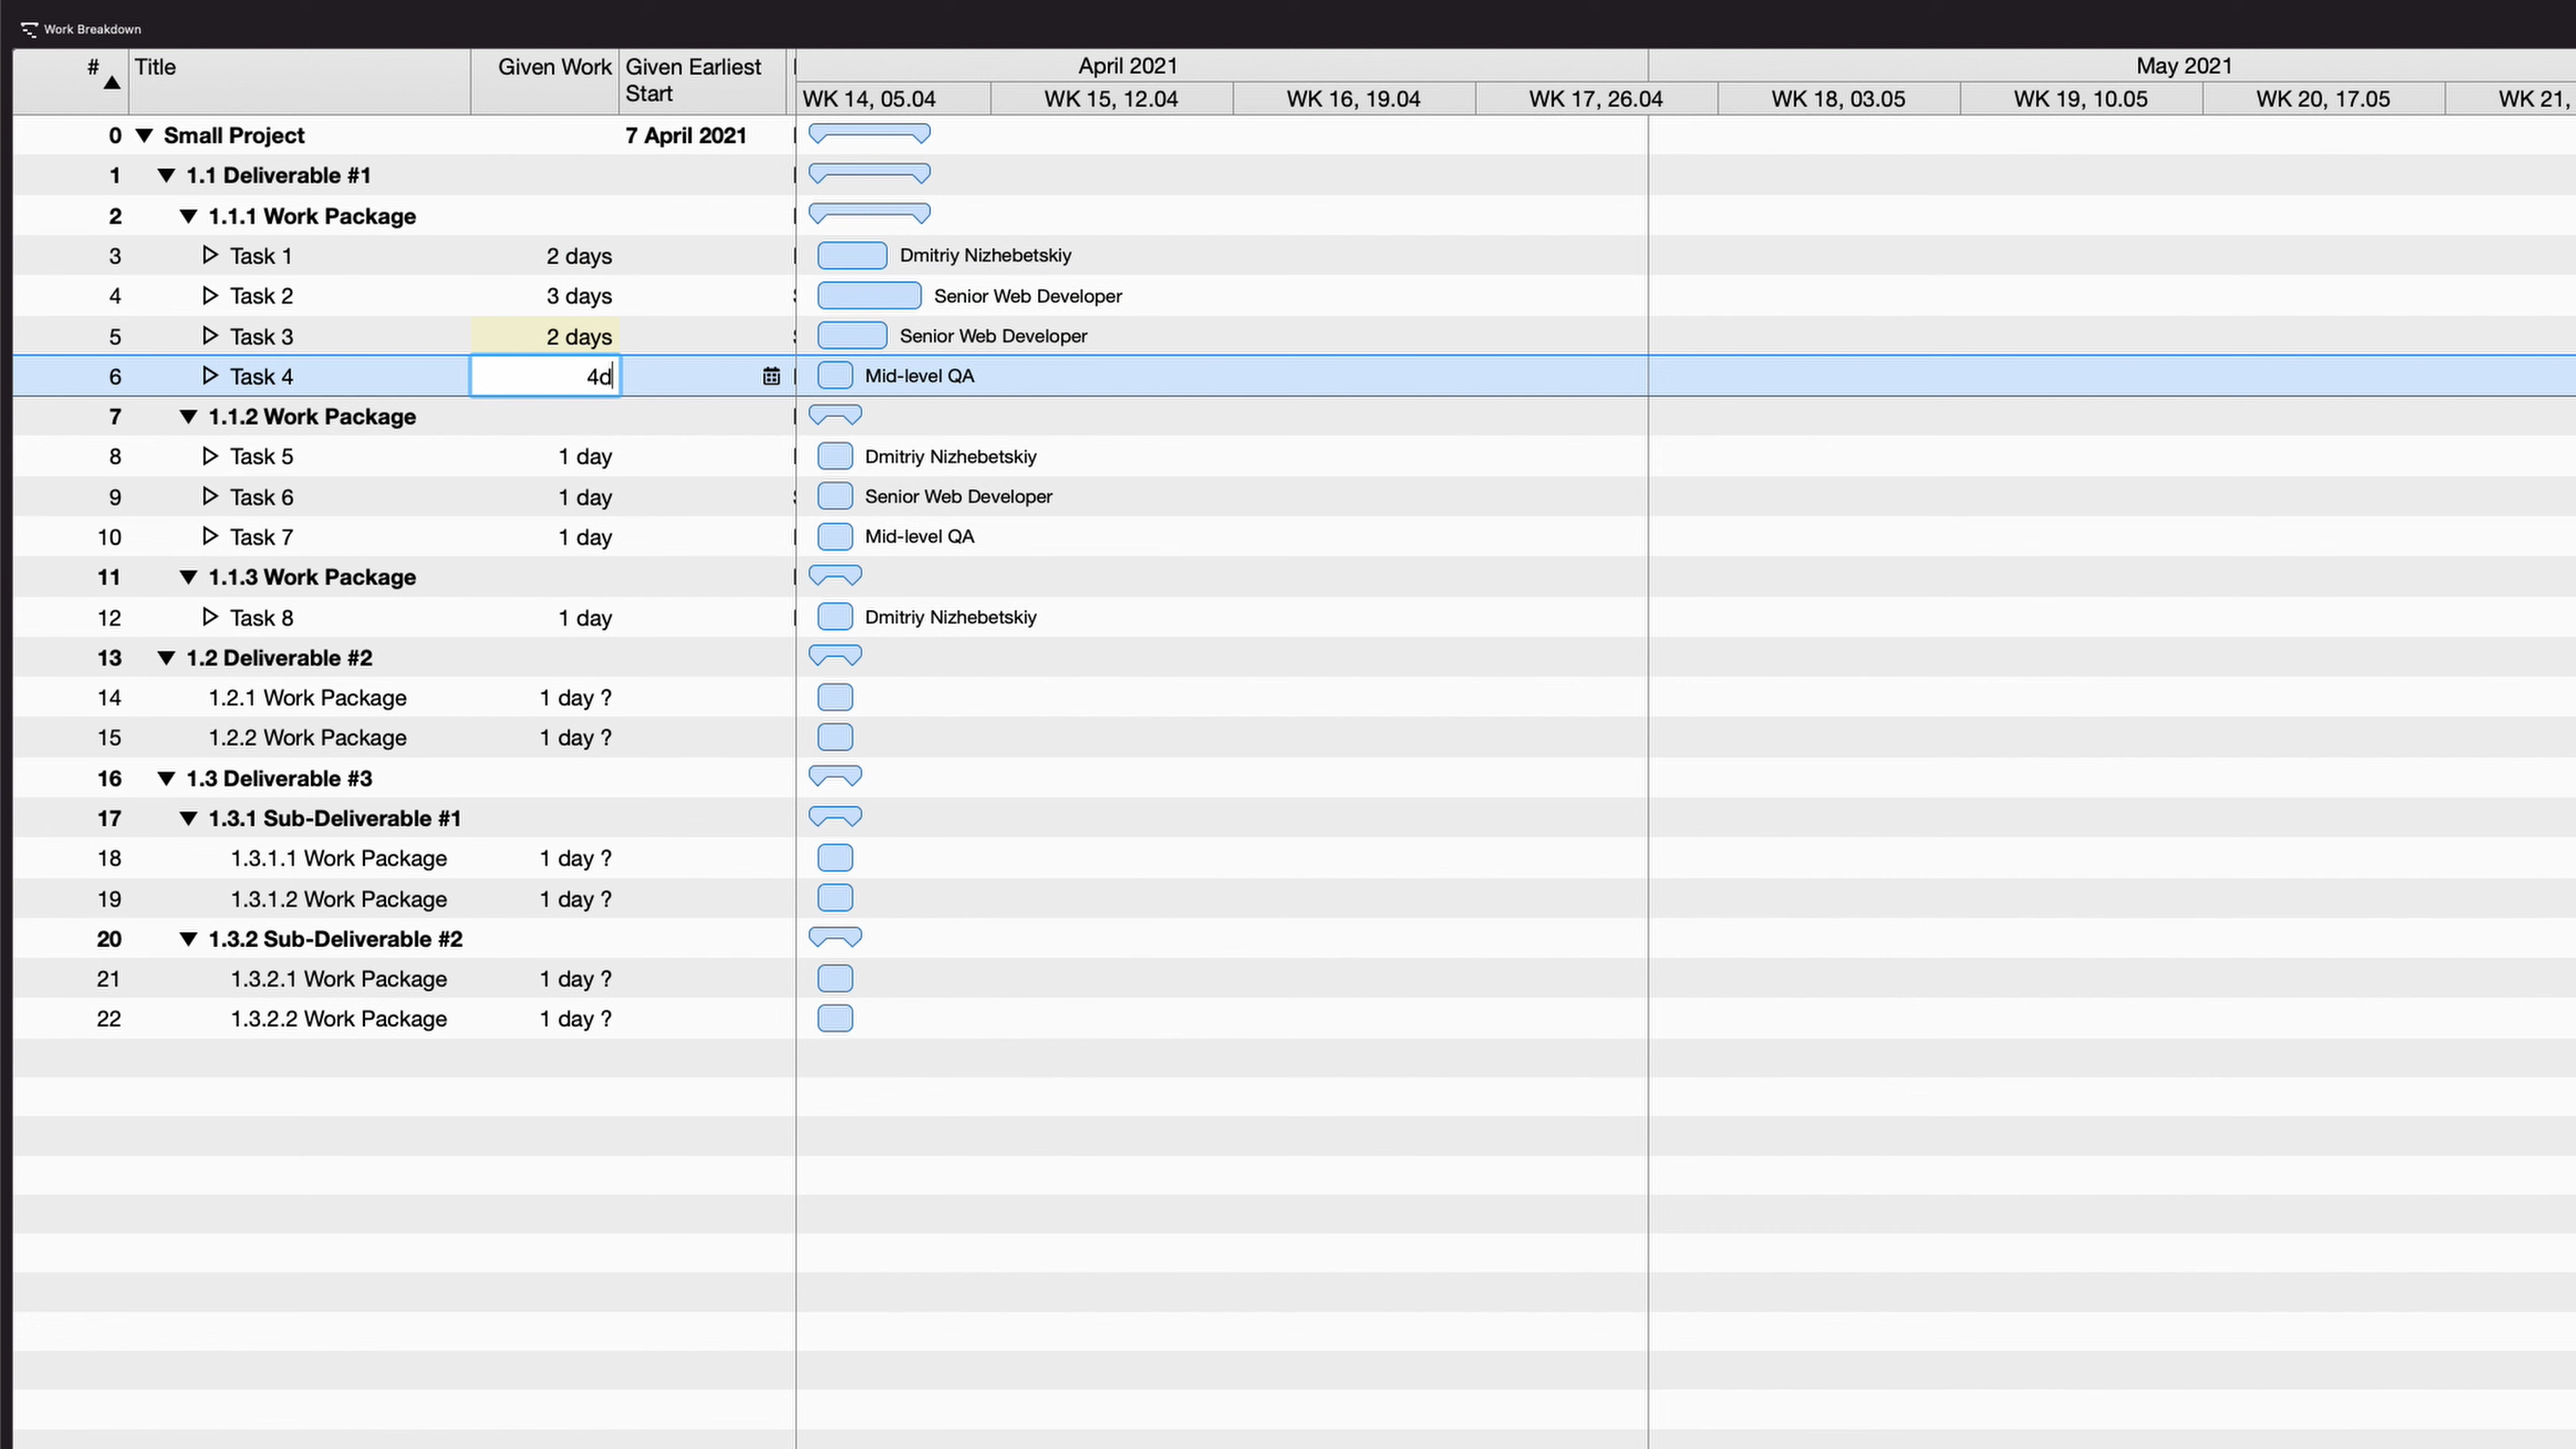 Work Breakdown
# Title Given Work Given Earliest Start April 2021 May 2021
WK 14, 05.04 WK 15, 12.04 WK 16, 19.04 WK 17, 26.04 WK 18, 03.05 WK 19, 10.05 WK 20, 17.05 WK 21,
0 Small Project 7 April 2021
1 1.1 Deliverable #1
2 1.1.1 Work Package
3 Task 1 2 days Dmitriy Nizhebetskiy
4 Task 2 3 days Senior Web Developer
5 Task 3 2 days Senior Web Developer
6 Task 4 4d Mid-level QA
7 1.1.2 Work Package
8 Task 5 1 day Dmitriy Nizhebetskiy
9 Task 6 1 day Senior Web Developer
10 Task 7 1 day Mid-level QA
11 1.1.3 Work Package
12 Task 8 1 day Dmitriy Nizhebetskiy
13 1.2 Deliverable #2
14 1.2.1 Work Package 1 day ?
15 1.2.2 Work Package 1 day ?
16 1.3 Deliverable #3
17 1.3.1 Sub-Deliverable #1
18 1.3.1.1 Work Package 1 day ?
19 1.3.1.2 Work Package 1 day ?
20 1.3.2 Sub-Deliverable #2
21 1.3.2.1 Work Package 1 day ?
22 1.3.2.2 Work Package 1 day ?